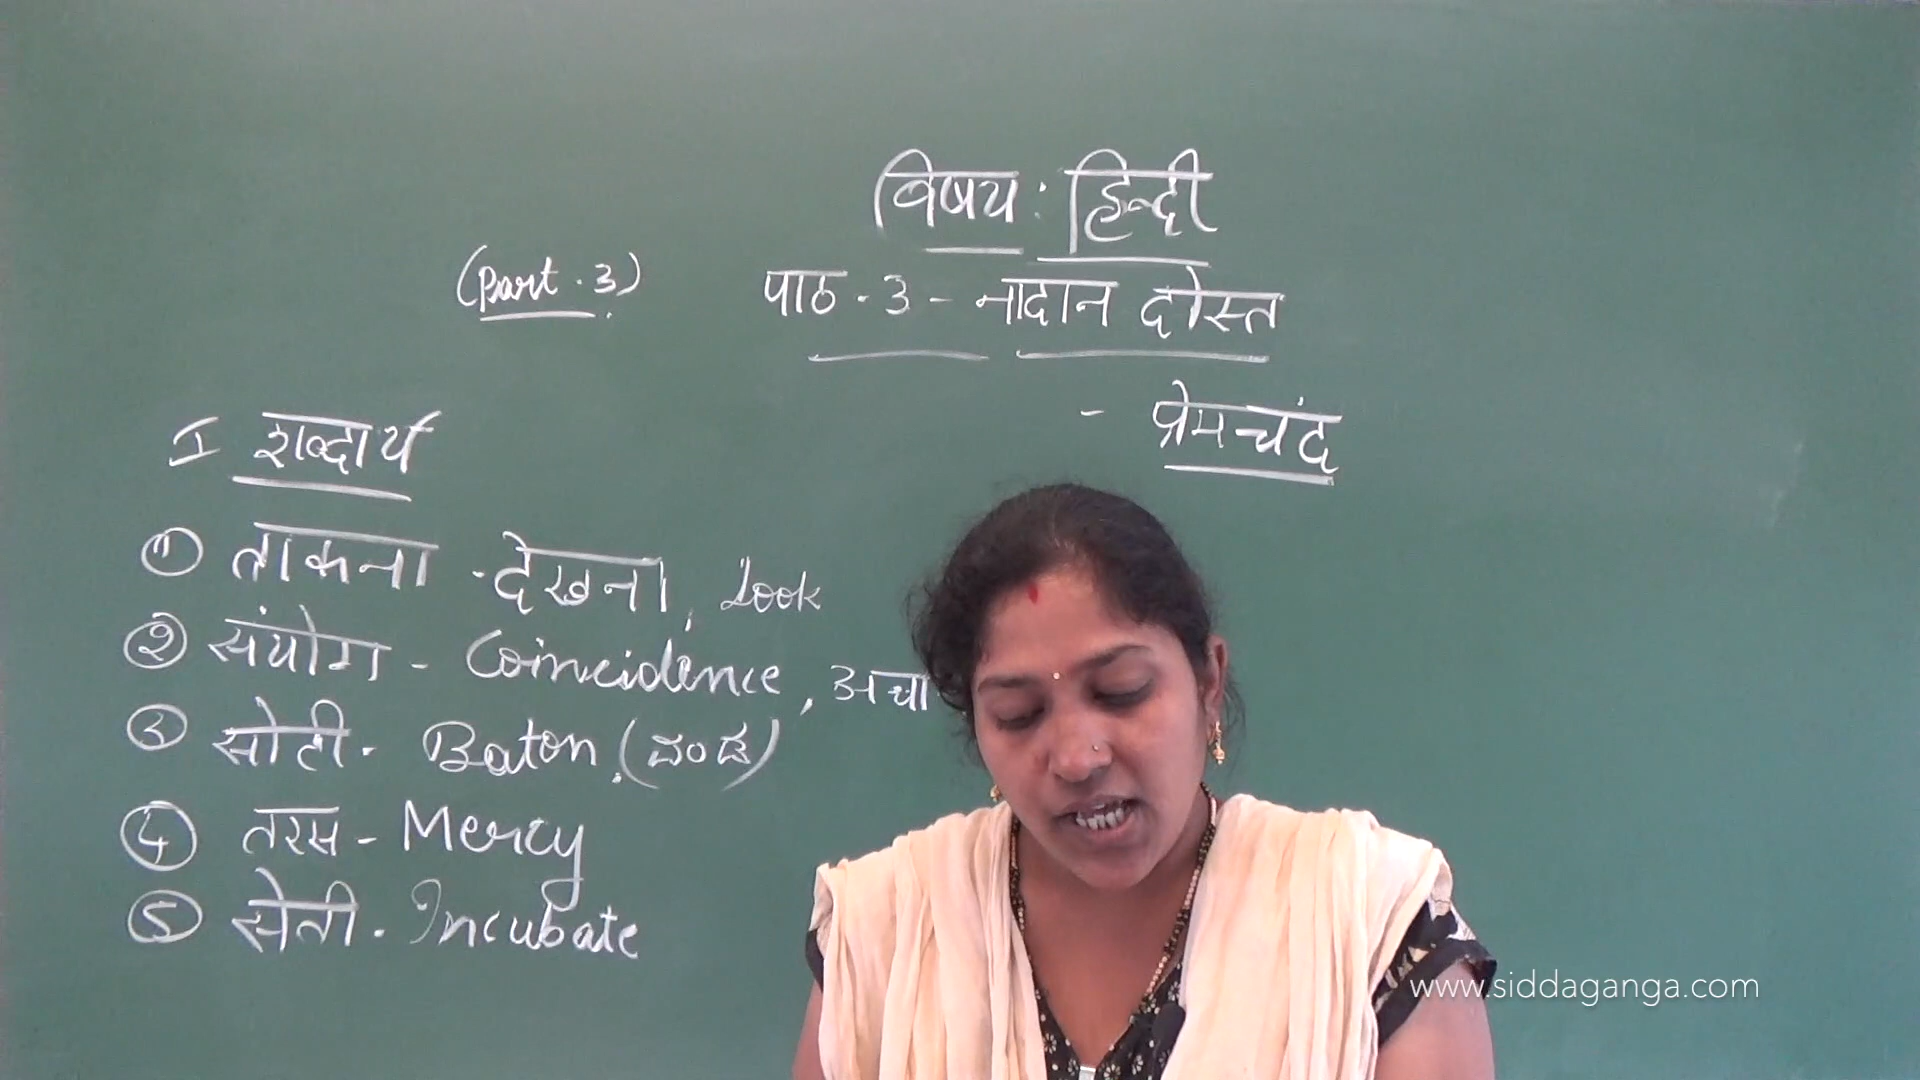 विषय : हिन्दी
(Part . 3)
पाठ - 3 - नादान दोस्त
- प्रेमचंद
I शब्दार्थ
① ताकना - देखना, Look
② संयोग - Coincidence, अचा
③ सोटी - Baton, (ದಂಡ)
④ तरस - Mercy
⑤ सेती - Incubate
www.siddaganga.com